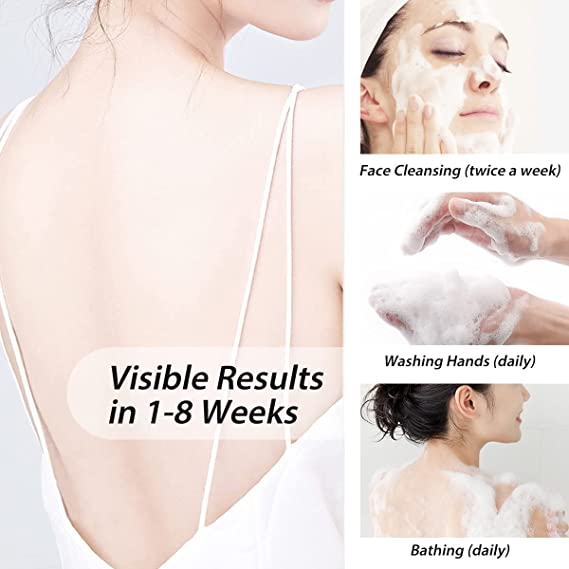 Visible Results
in 1-8 Weeks
Face Cleansing (twice a week)
Washing Hands (daily)
Bathing (daily)